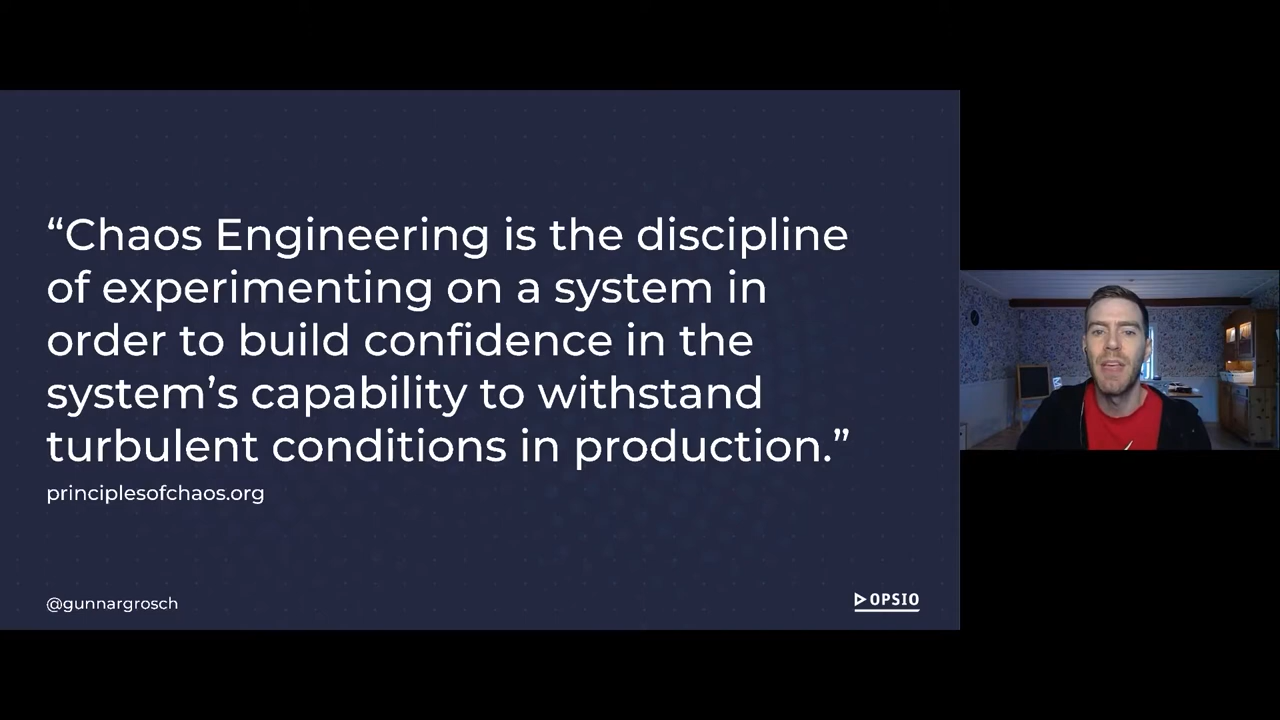 “Chaos Engineering is the discipline
of experimenting on a system in
order to build confidence in the
system’s capability to withstand
turbulent conditions in production.”
principlesofchaos.org
@gunnargrosch
OPSIO